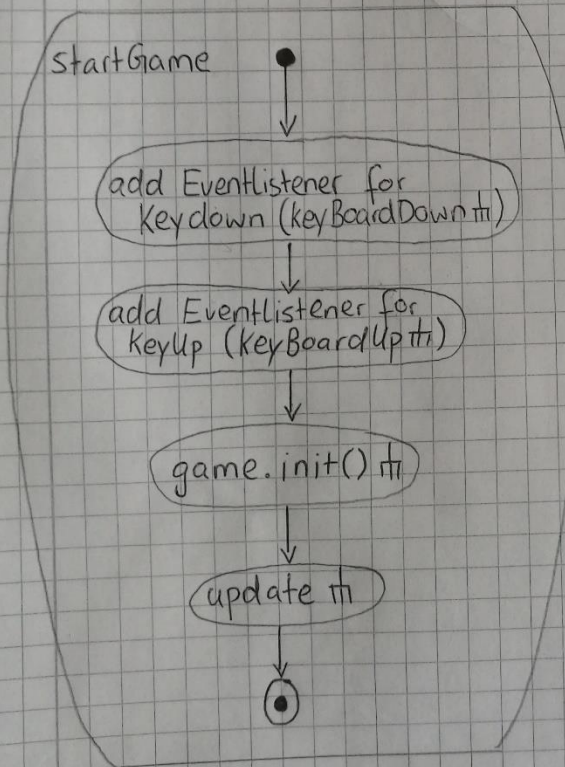 startGame
add Eventlistener for
Keydown (keyBoardDown)
add Eventlistener for
KeyUp (keyBoardUp)
game.init()
update